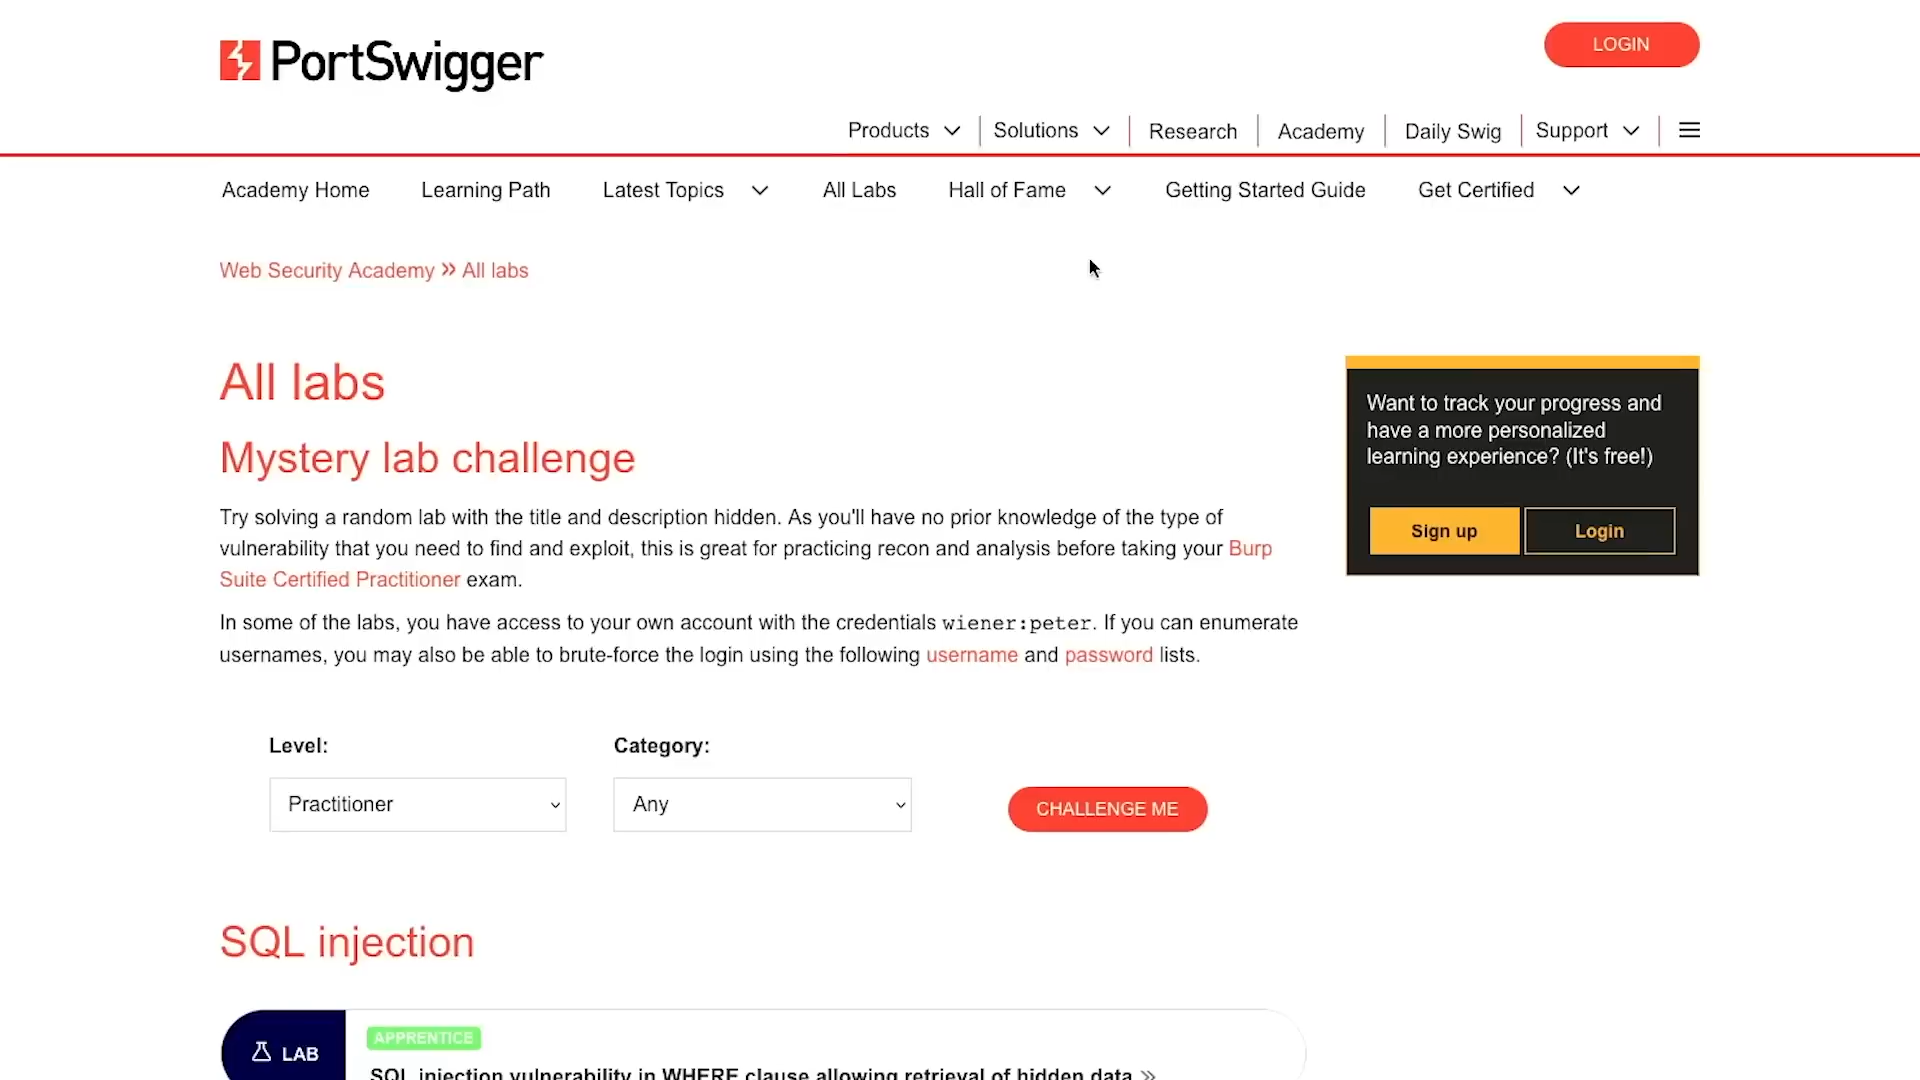 PortSwigger
LOGIN
Products
Solutions
Research
Academy
Daily Swig
Support
Academy Home
Learning Path
Latest Topics
All Labs
Hall of Fame
Getting Started Guide
Get Certified
Web Security Academy » All labs
All labs
Mystery lab challenge
Try solving a random lab with the title and description hidden. As you'll have no prior knowledge of the type of
vulnerability that you need to find and exploit, this is great for practicing recon and analysis before taking your Burp
Suite Certified Practitioner exam.
In some of the labs, you have access to your own account with the credentials wiener:peter. If you can enumerate
usernames, you may also be able to brute-force the login using the following username and password lists.
Want to track your progress and
have a more personalized
learning experience? (It's free!)
Sign up
Login
Level:
Category:
Practitioner
Any
CHALLENGE ME
SQL injection
LAB
APPRENTICE
SQL injection vulnerability in WHERE clause allowing retrieval of hidden data »